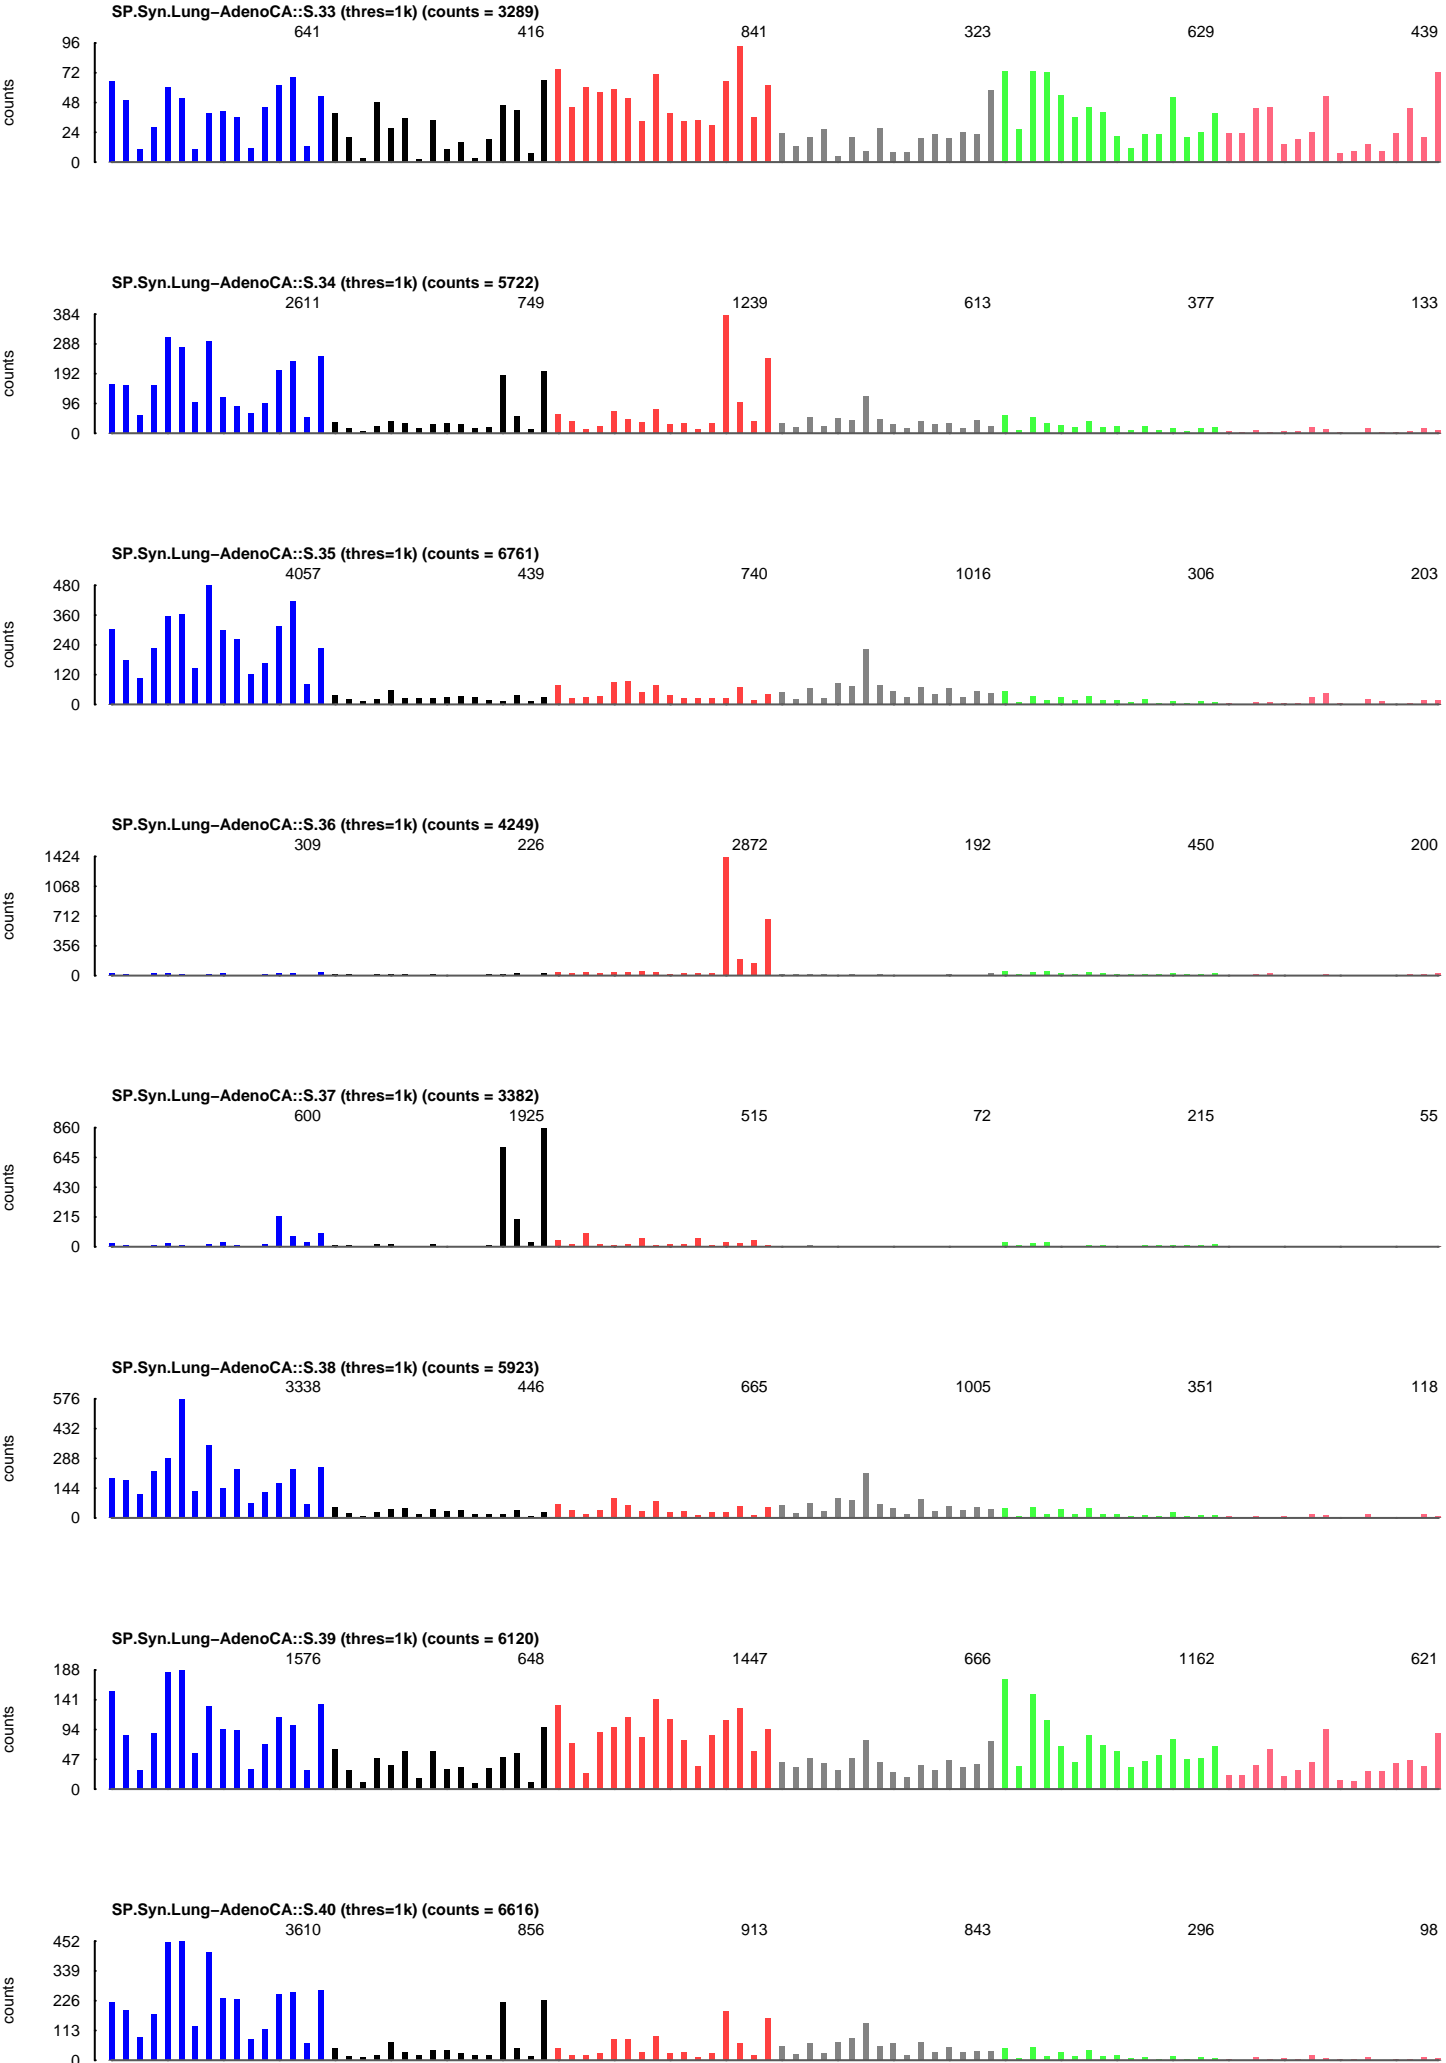 SP.Syn.Lung–AdenoCA::S.33 (thres=1k) (counts = 3289)
641 416 841 323 629 439
96
72
48
24
0
counts
SP.Syn.Lung–AdenoCA::S.34 (thres=1k) (counts = 5722)
2611 749 1239 613 377 133
384
288
192
96
0
counts
SP.Syn.Lung–AdenoCA::S.35 (thres=1k) (counts = 6761)
4057 439 740 1016 306 203
480
360
240
120
0
counts
SP.Syn.Lung–AdenoCA::S.36 (thres=1k) (counts = 4249)
309 226 2872 192 450 200
1424
1068
712
356
0
counts
SP.Syn.Lung–AdenoCA::S.37 (thres=1k) (counts = 3382)
600 1925 515 72 215 55
860
645
430
215
0
counts
SP.Syn.Lung–AdenoCA::S.38 (thres=1k) (counts = 5923)
3338 446 665 1005 351 118
576
432
288
144
0
counts
SP.Syn.Lung–AdenoCA::S.39 (thres=1k) (counts = 6120)
1576 648 1447 666 1162 621
188
141
94
47
0
counts
SP.Syn.Lung–AdenoCA::S.40 (thres=1k) (counts = 6616)
3610 856 913 843 296 98
452
339
226
113
0
counts